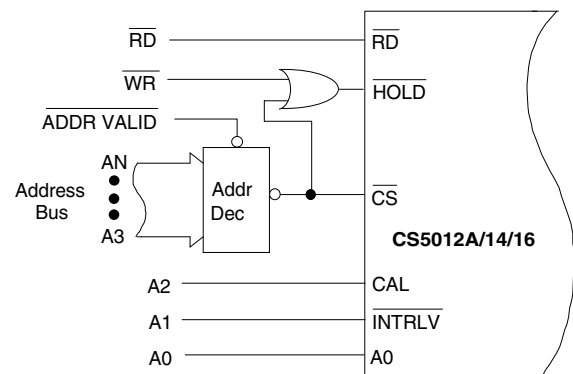 RD
RD
WR
HOLD
ADDR VALID
AN
Address
Bus
Addr
Dec
CS
A3
CS5012A/14/16
A2
CAL
A1
INTRLV
A0
A0